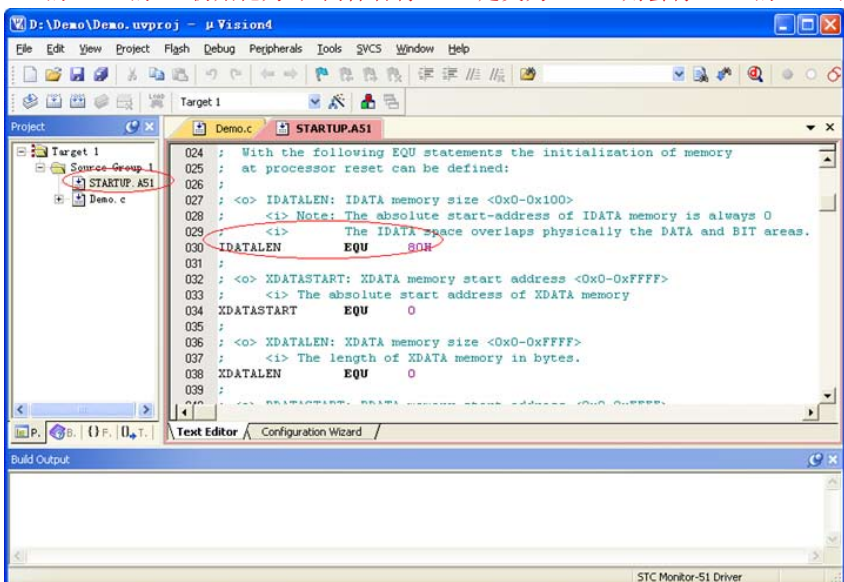 D:\Demo\Demo.uvproj - µVision4
File Edit View Project Flash Debug Peripherals Tools SVCS Window Help
Target 1
Project
Demo.c STARTUP.A51
Target 1
Source Group 1
STARTUP.A51
Demo.c
024 ; With the following EQU statements the initialization of memory
025 ; at processor reset can be defined:
026 ;
027 ; <o> IDATALEN: IDATA memory size <0x0-0x100>
028 ; <i> Note: The absolute start-address of IDATA memory is always 0
029 ; <i> The IDATA space overlaps physically the DATA and BIT areas.
030 IDATALEN EQU 80H
031 ;
032 ; <o> XDATASTART: XDATA memory start address <0x0-0xFFFF>
033 ; <i> The absolute start address of XDATA memory
034 XDATASTART EQU 0
035 ;
036 ; <o> XDATALEN: XDATA memory size <0x0-0xFFFF>
037 ; <i> The length of XDATA memory in bytes.
038 XDATALEN EQU 0
039 ;
P. B. {} F. 0 T.
Text Editor Configuration Wizard
Build Output
STC Monitor-51 Driver